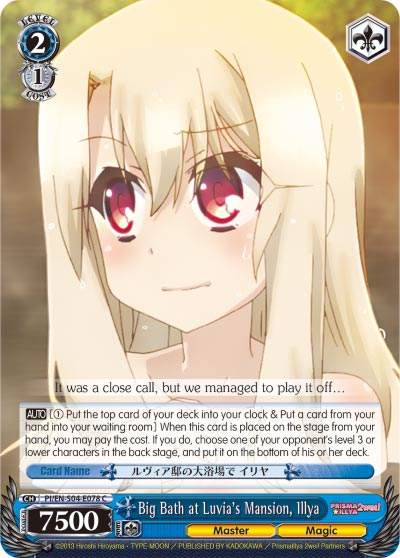 LEVEL
2
1
COST
It was a close call, but we managed to play it off…
AUTO [① Put the top card of your deck into your clock & Put a card from your
hand into your waiting room] When this card is placed on the stage from your
hand, you may pay the cost. If you do, choose one of your opponent's level 3 or
lower characters in the back stage, and put it on the bottom of his or her deck.
Card Name ルヴィア邸の大浴場で イリヤ
CH PI/EN-S04-E078 C
PRISMA☆ILLYA 2wei!
Big Bath at Luvia's Mansion, Illya
POWER 7500
Master Magic
©2013 Hiroshi Hiroyama・TYPE-MOON / PUBLISHED by KADOKAWA / Prismaillya 2wei! Partners